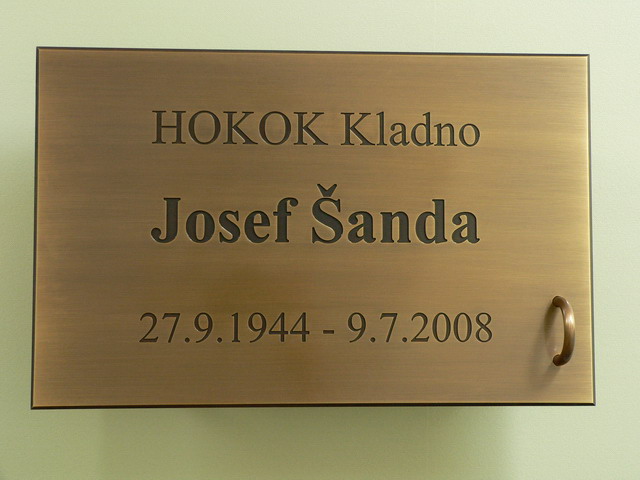 HOKOK Kladno
Josef Šanda
27.9.1944 - 9.7.2008